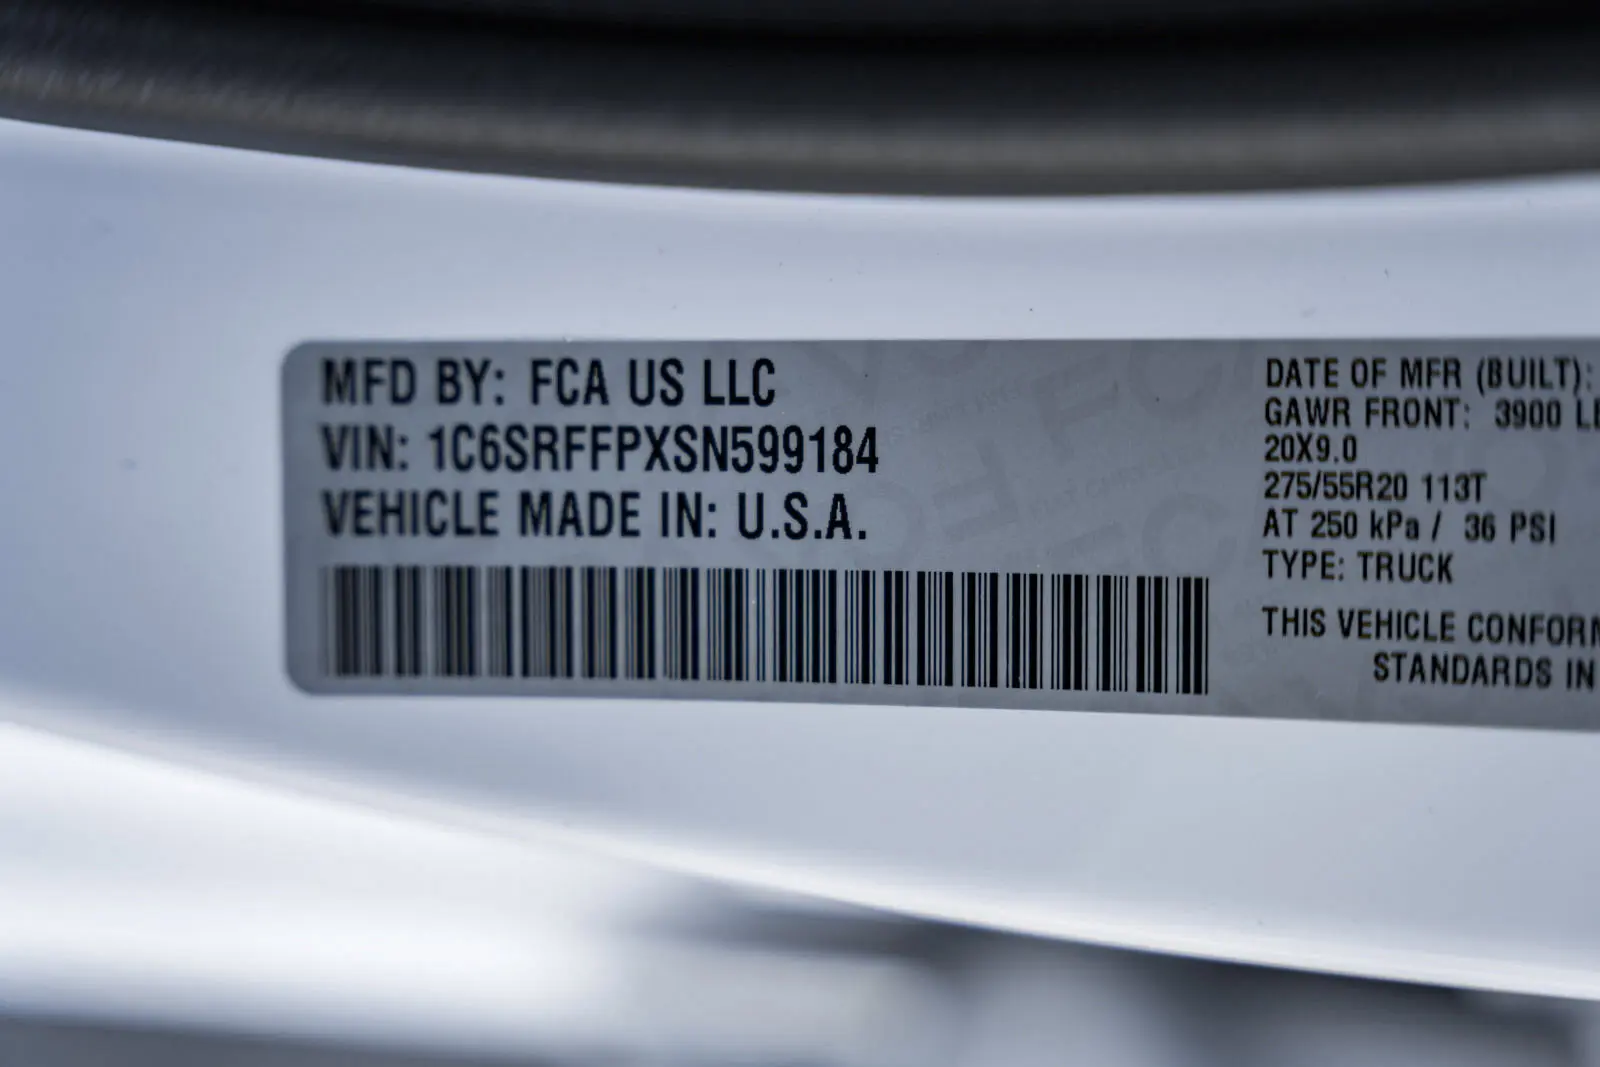 MFD BY: FCA US LLC
VIN: 1C6SRFFPXSN599184
VEHICLE MADE IN: U.S.A.
DATE OF MFR (BUILT):
GAWR FRONT: 3900
20X9.0
275/55R20 113T
AT 250 kPa / 36 PSI
TYPE: TRUCK
THIS VEHICLE
STANDARDS IN